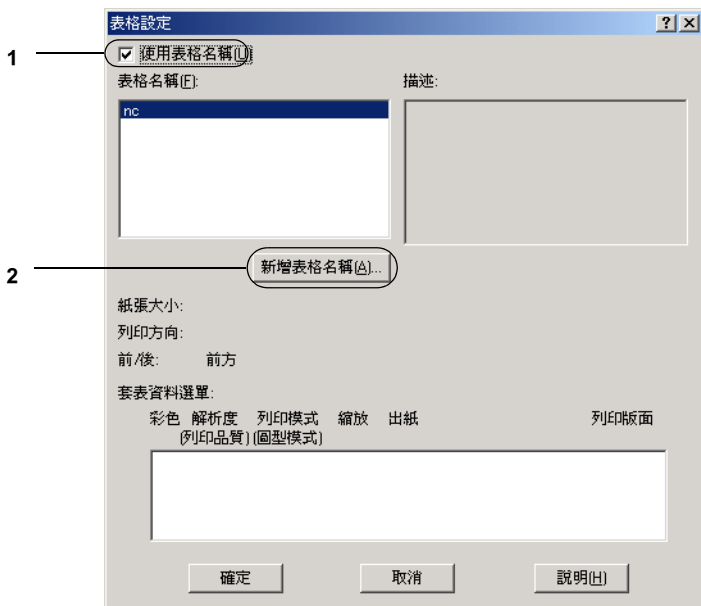 表格設定
1
使用表格名稱(U)
表格名稱(F):
描述:
nc
2
新增表格名稱(A)...
紙張大小:
列印方向:
前/後: 前方
套表資料選單:
彩色 解析度 列印模式 縮放 出紙 列印版面
(列印品質) (圖型模式)
確定 取消 說明(H)